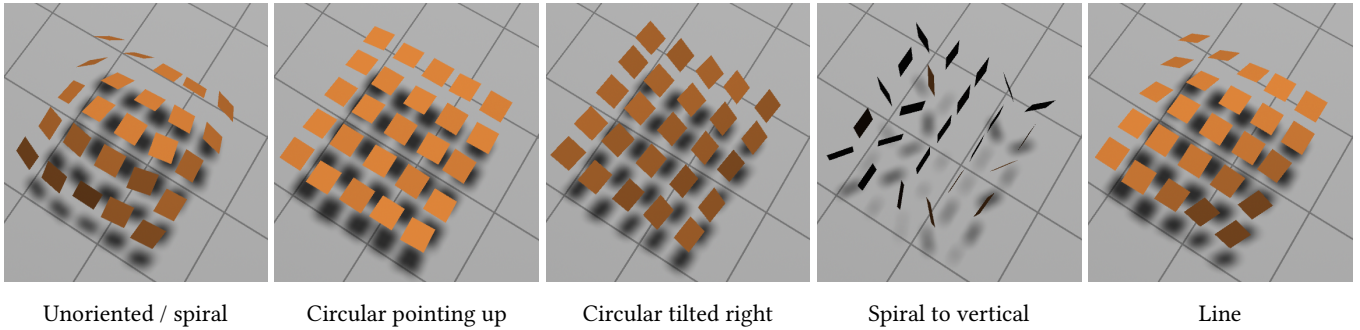 Unoriented / spiral
Circular pointing up
Circular tilted right
Spiral to vertical
Line